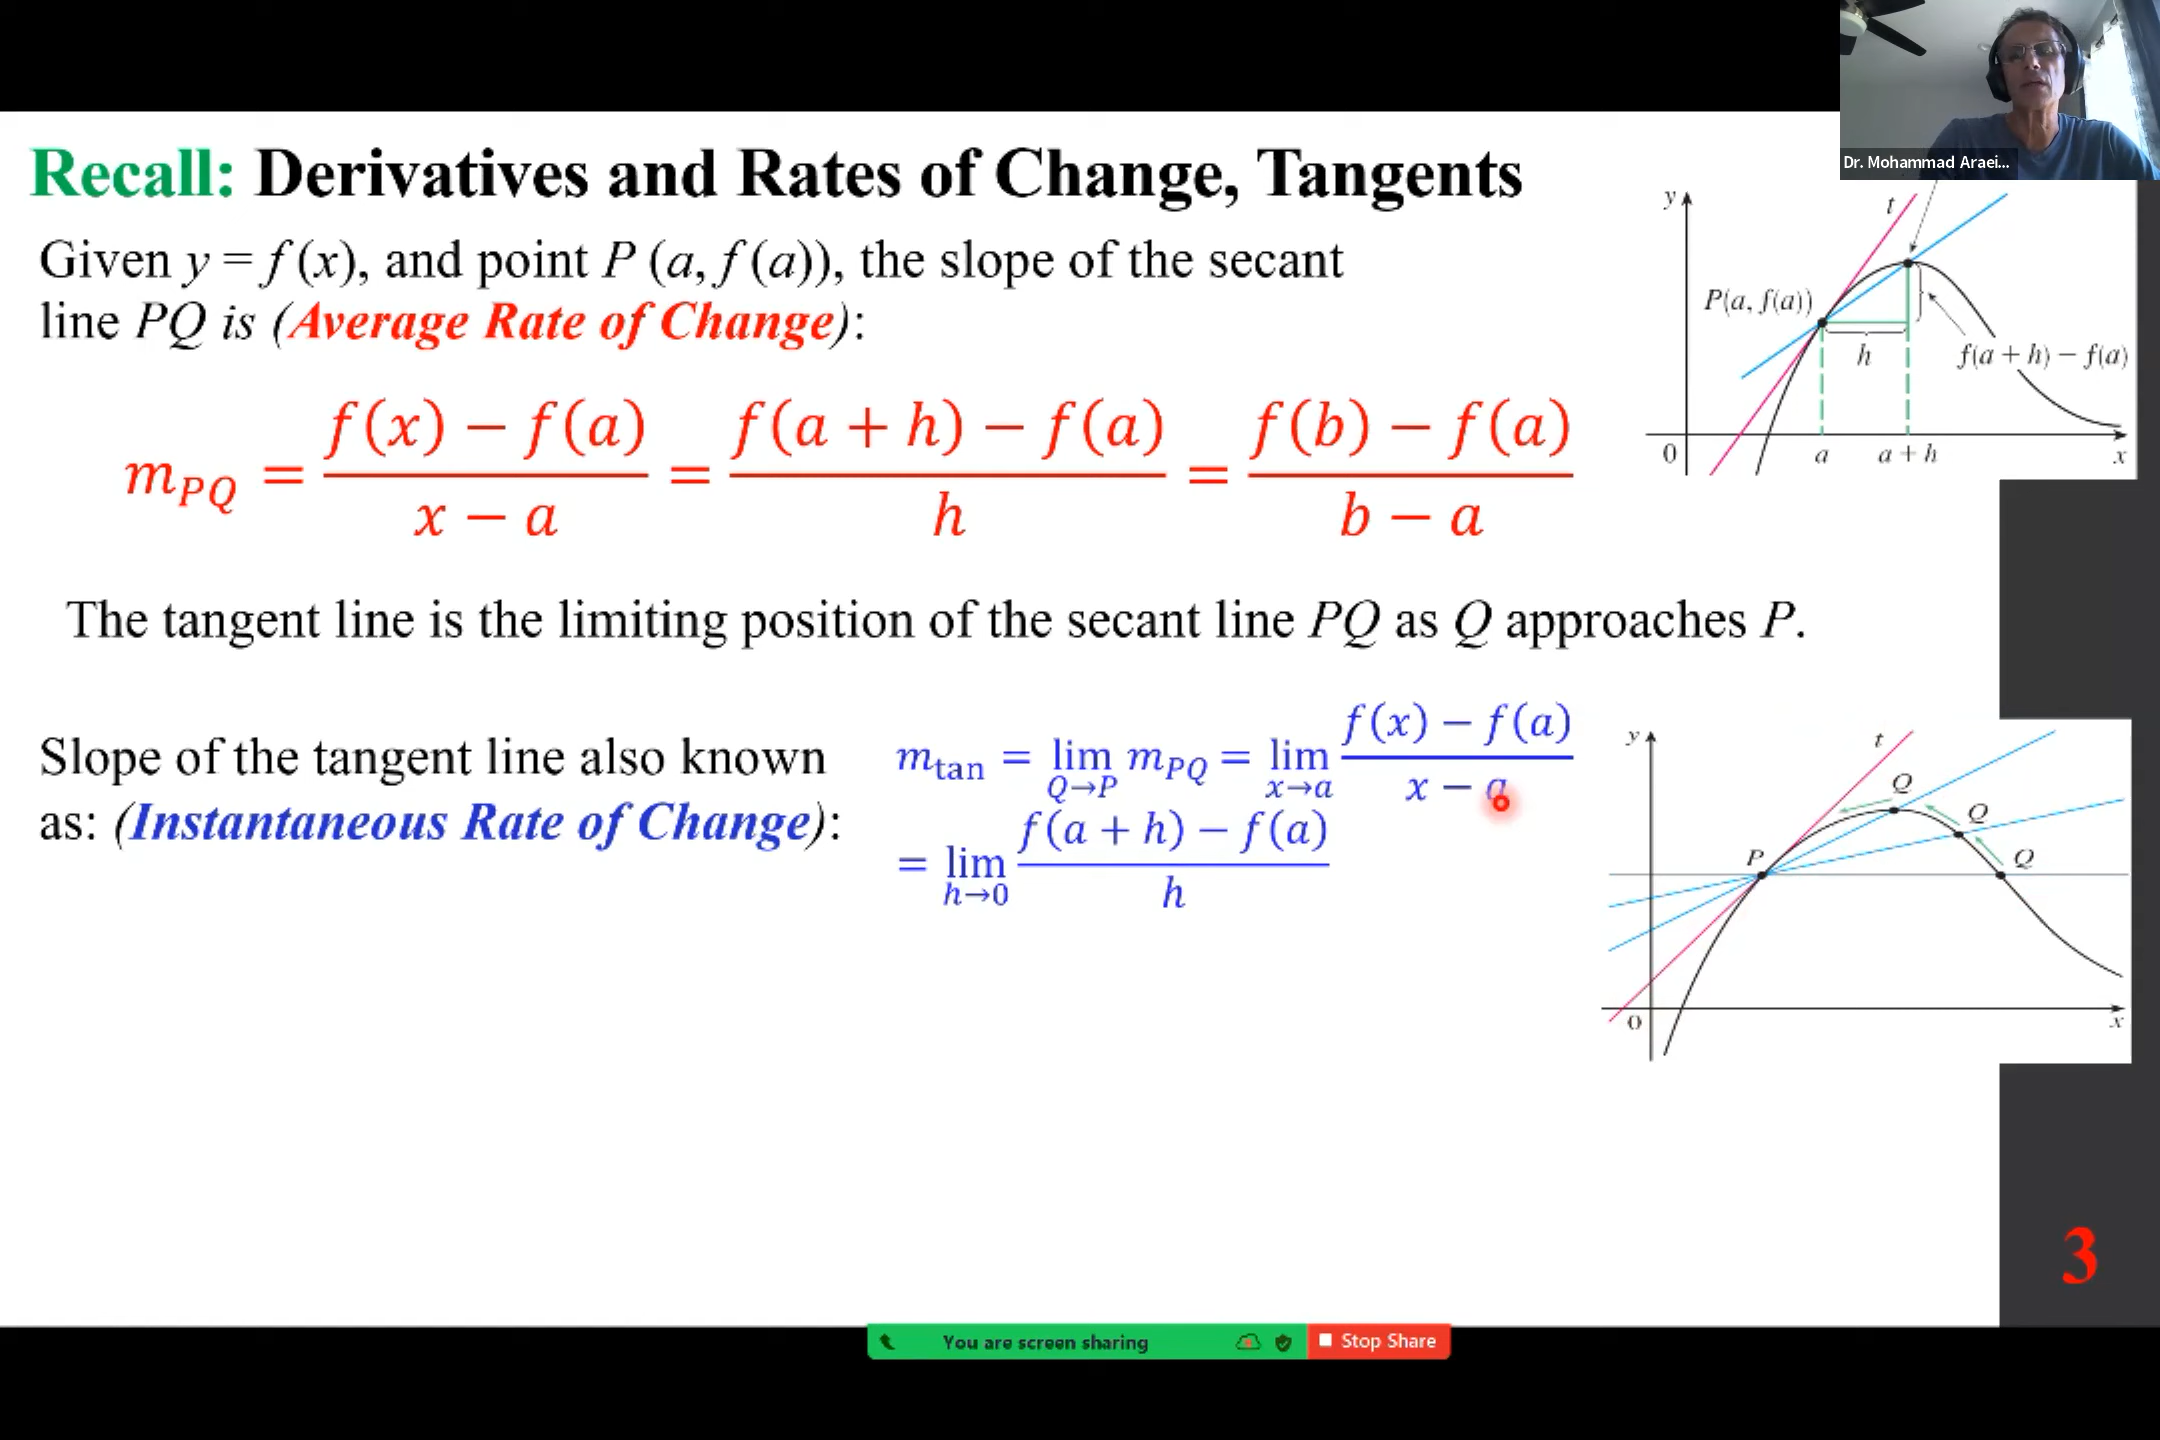 Dr. Mohammad Araei...
Recall: Derivatives and Rates of Change, Tangents
Given y = f (x), and point P (a, f (a)), the slope of the secant
line PQ is (Average Rate of Change):
m_PQ = (f(x) − f(a))/(x − a) = (f(a + h) − f(a))/h = (f(b) − f(a))/(b − a)
y
t
P(a, f(a))
h
f(a + h) − f(a)
0
a
a + h
x
The tangent line is the limiting position of the secant line PQ as Q approaches P.
Slope of the tangent line also known
as: (Instantaneous Rate of Change):
m_tan = lim_{Q→P} m_PQ = lim_{x→a} (f(x) − f(a))/(x − a)
= lim_{h→0} (f(a + h) − f(a))/h
y
t
Q
Q
Q
P
0
x
3
You are screen sharing
Stop Share